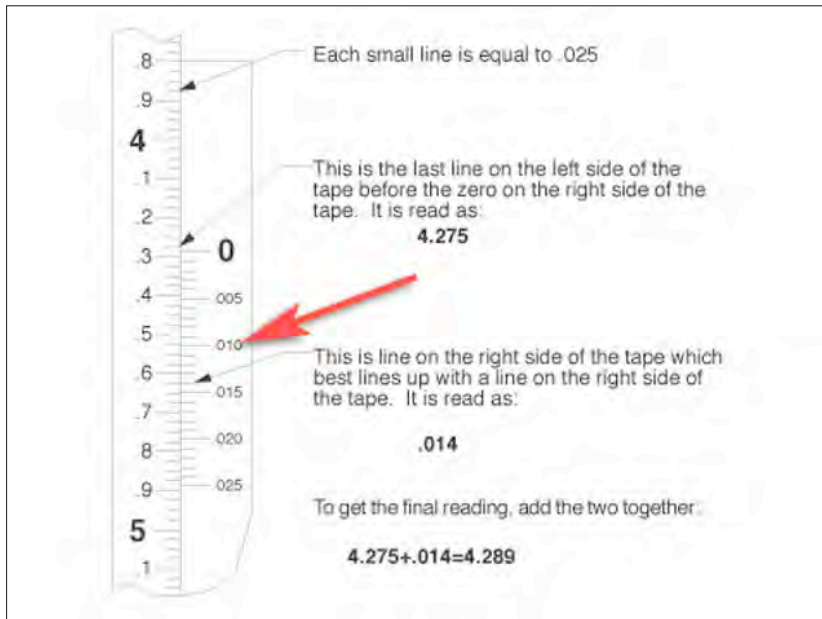 8
.9
4
.1
.2
.3
.4
.5
.6
.7
8
.9
5
.1
0
.005
.010
.015
.020
.025
Each small line is equal to .025
This is the last line on the left side of the
tape before the zero on the right side of the
tape. It is read as:
4.275
This is line on the right side of the tape which
best lines up with a line on the right side of
the tape. It is read as:
.014
To get the final reading, add the two together:
4.275+.014=4.289